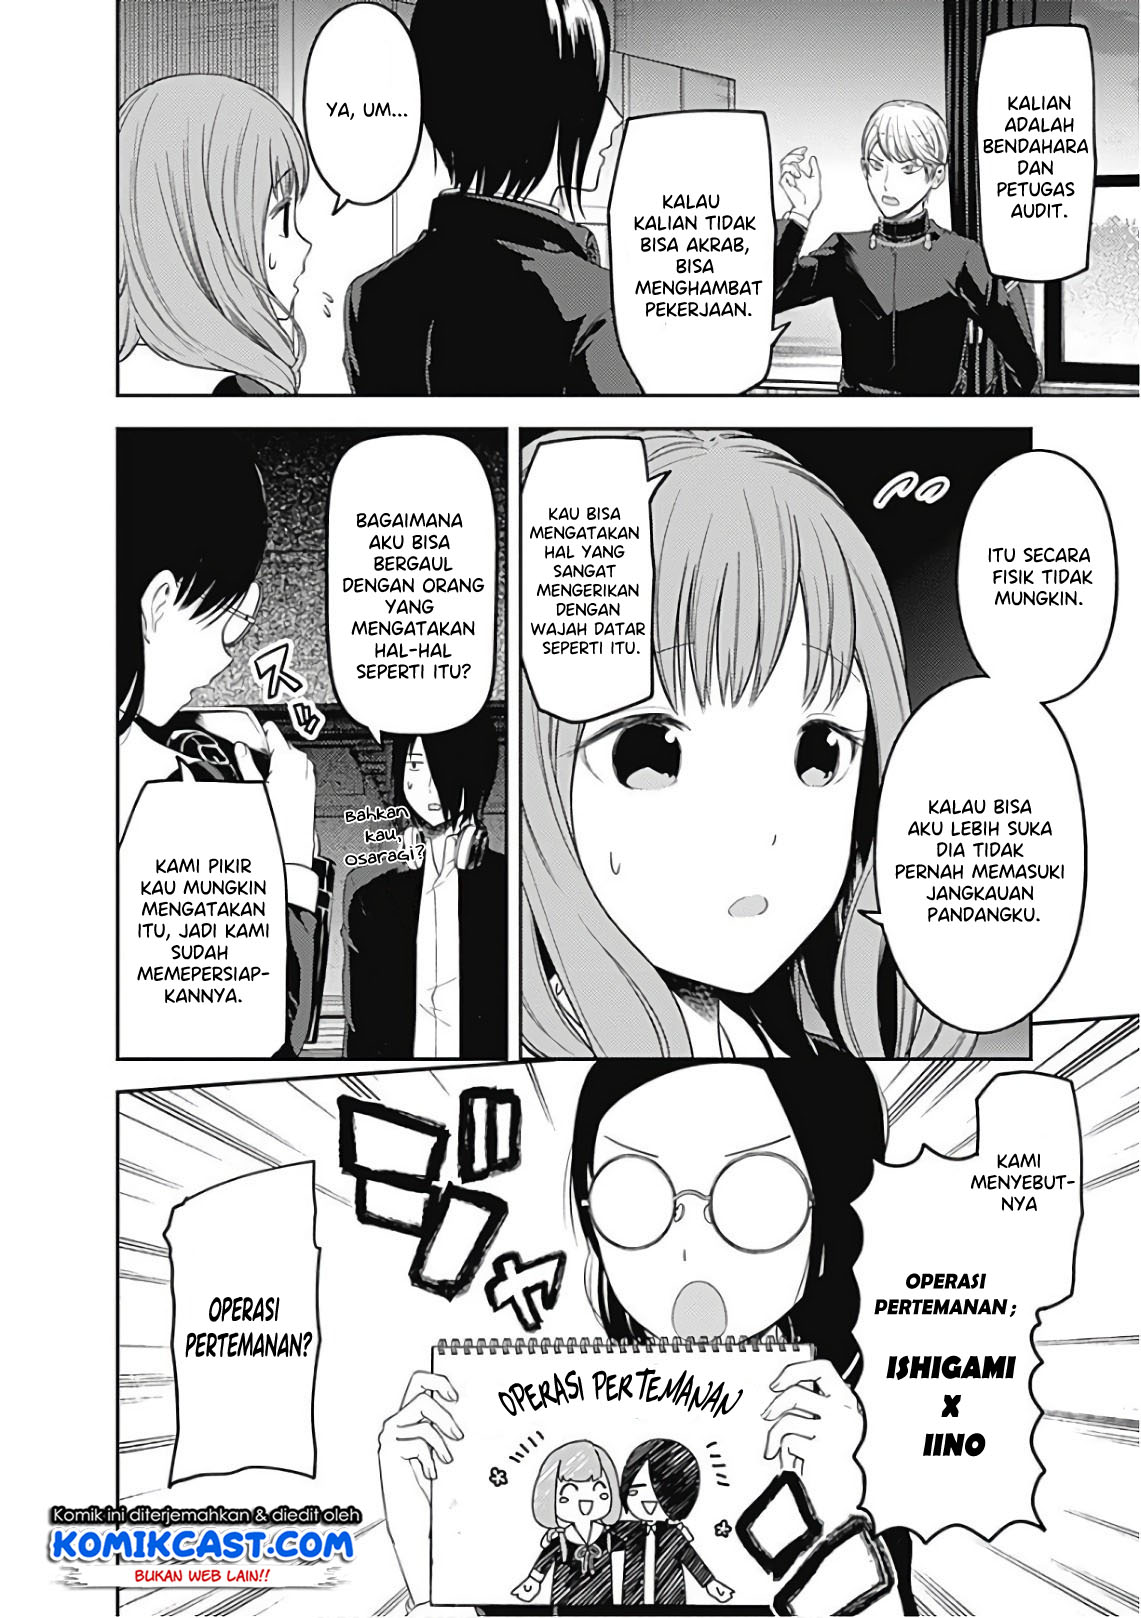 KALIAN
ADALAH
BENDAHARA
DAN
PETUGAS
AUDIT.
KALAU
KALIAN TIDAK
BISA AKRAB,
BISA
MENGHAMBAT
PEKERJAAN.
YA, UM...
ITU SECARA
FISIK TIDAK
MUNGKIN.
KALAU BISA
AKU LEBIH SUKA
DIA TIDAK
PERNAH MEMASUKI
JANGKAUAN
PANDANGKU.
KAU BISA
MENGATAKAN
HAL YANG
SANGAT
MENGERIKAN
DENGAN
WAJAH DATAR
SEPERTI ITU.
BAGAIMANA
AKU BISA
BERGAUL
DENGAN ORANG
YANG
MENGATAKAN
HAL-HAL
SEPERTI ITU?
Bahkan
kau,
Osaragi?
スッ
KAMI PIKIR
KAU MUNGKIN
MENGATAKAN
ITU, JADI KAMI
SUDAH
MEMEPERSIAP-
KANNYA.
KAMI
MENYEBUT-
NYA
OPERASI
PERTEMANAN;
ISHIGAMI
X
IINO
OPERASI PERTEMANAN
OPERASI
PERTEMANAN?
Komik ini diterjemahkan & diedit oleh
KOMIKCAST.COM
BUKAN WEB LAIN!!